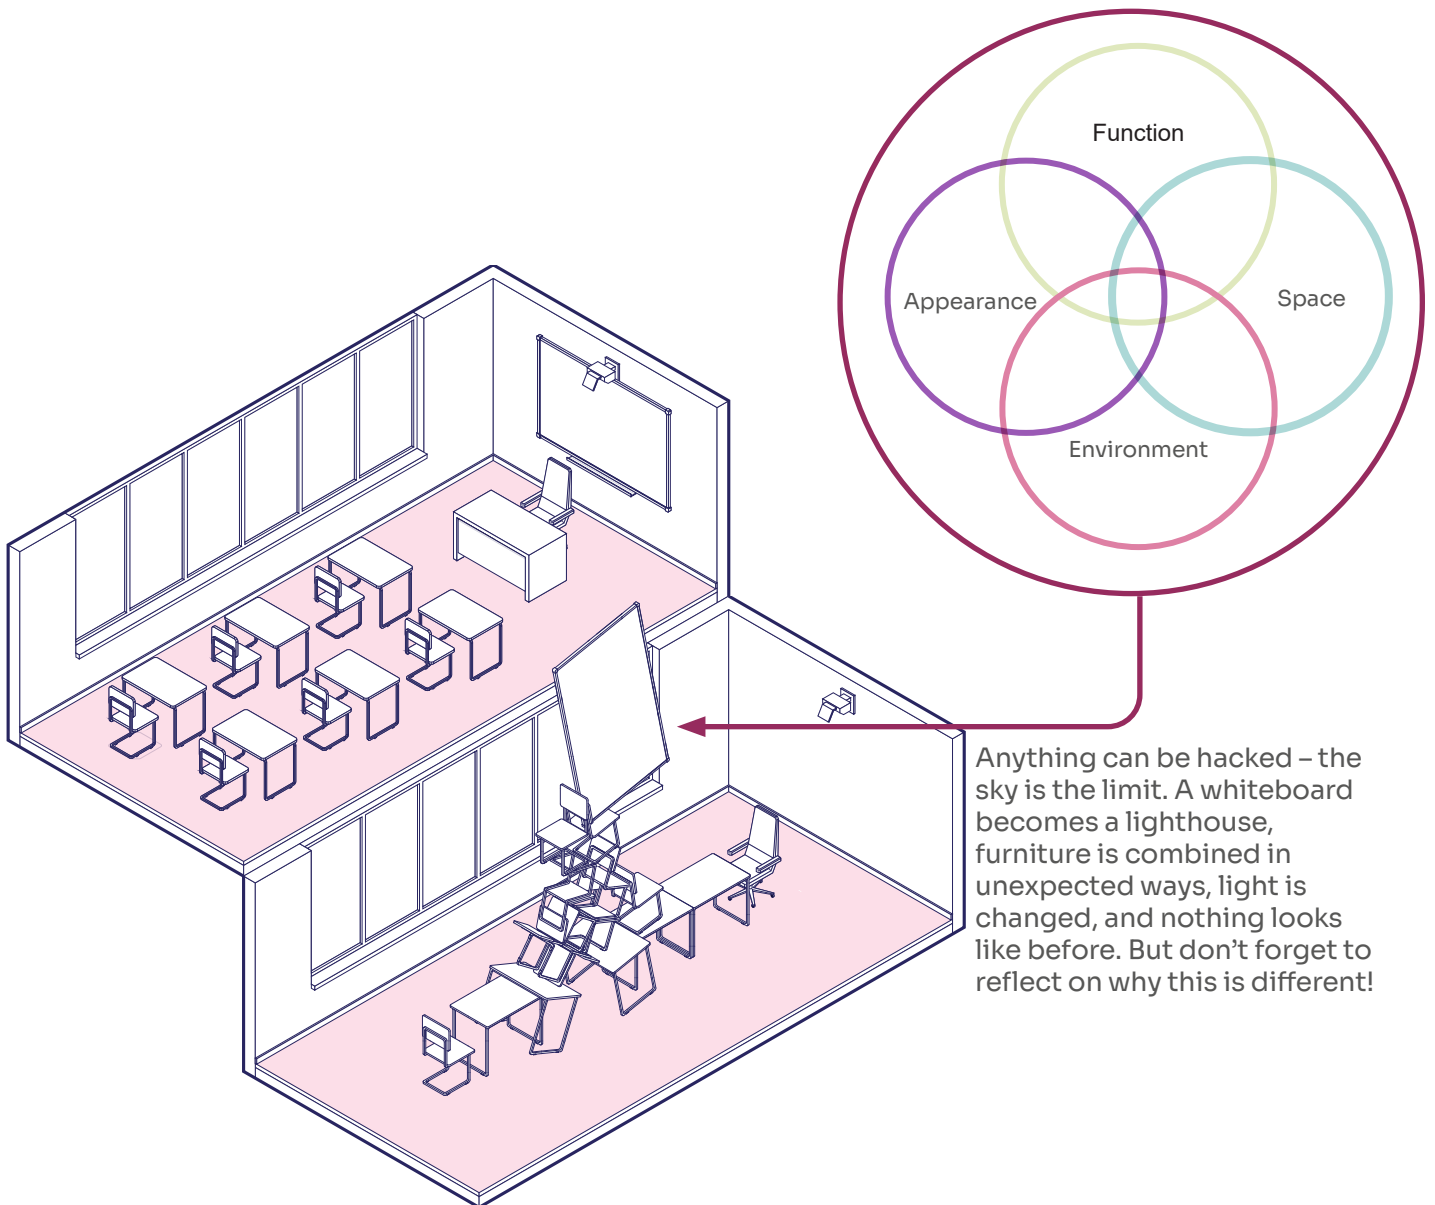 Function
Appearance
Space
Environment
Anything can be hacked – the
sky is the limit. A whiteboard
becomes a lighthouse,
furniture is combined in
unexpected ways, light is
changed, and nothing looks
like before. But don’t forget to
reflect on why this is different!